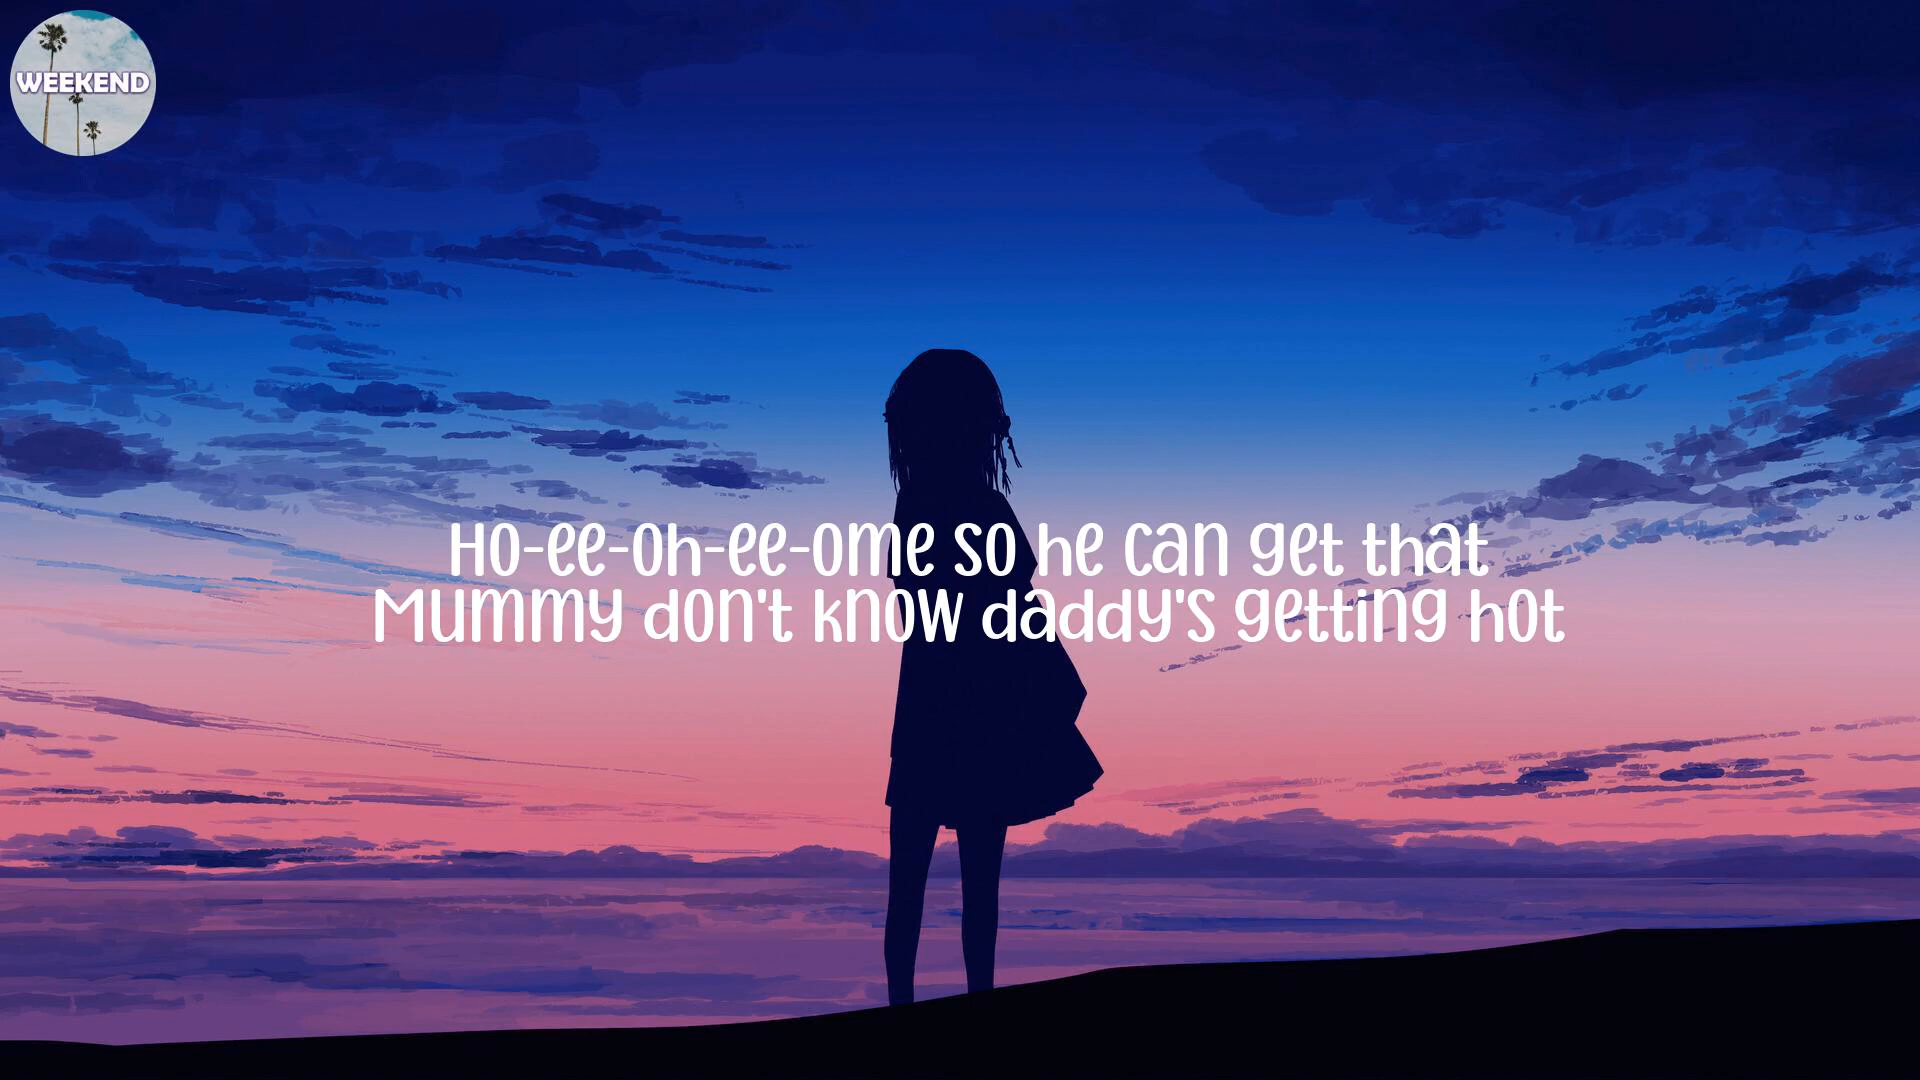 WEEKEND
Ho-ee-oh-ee-ome so he can get that
Mummy don't know daddy's getting hot